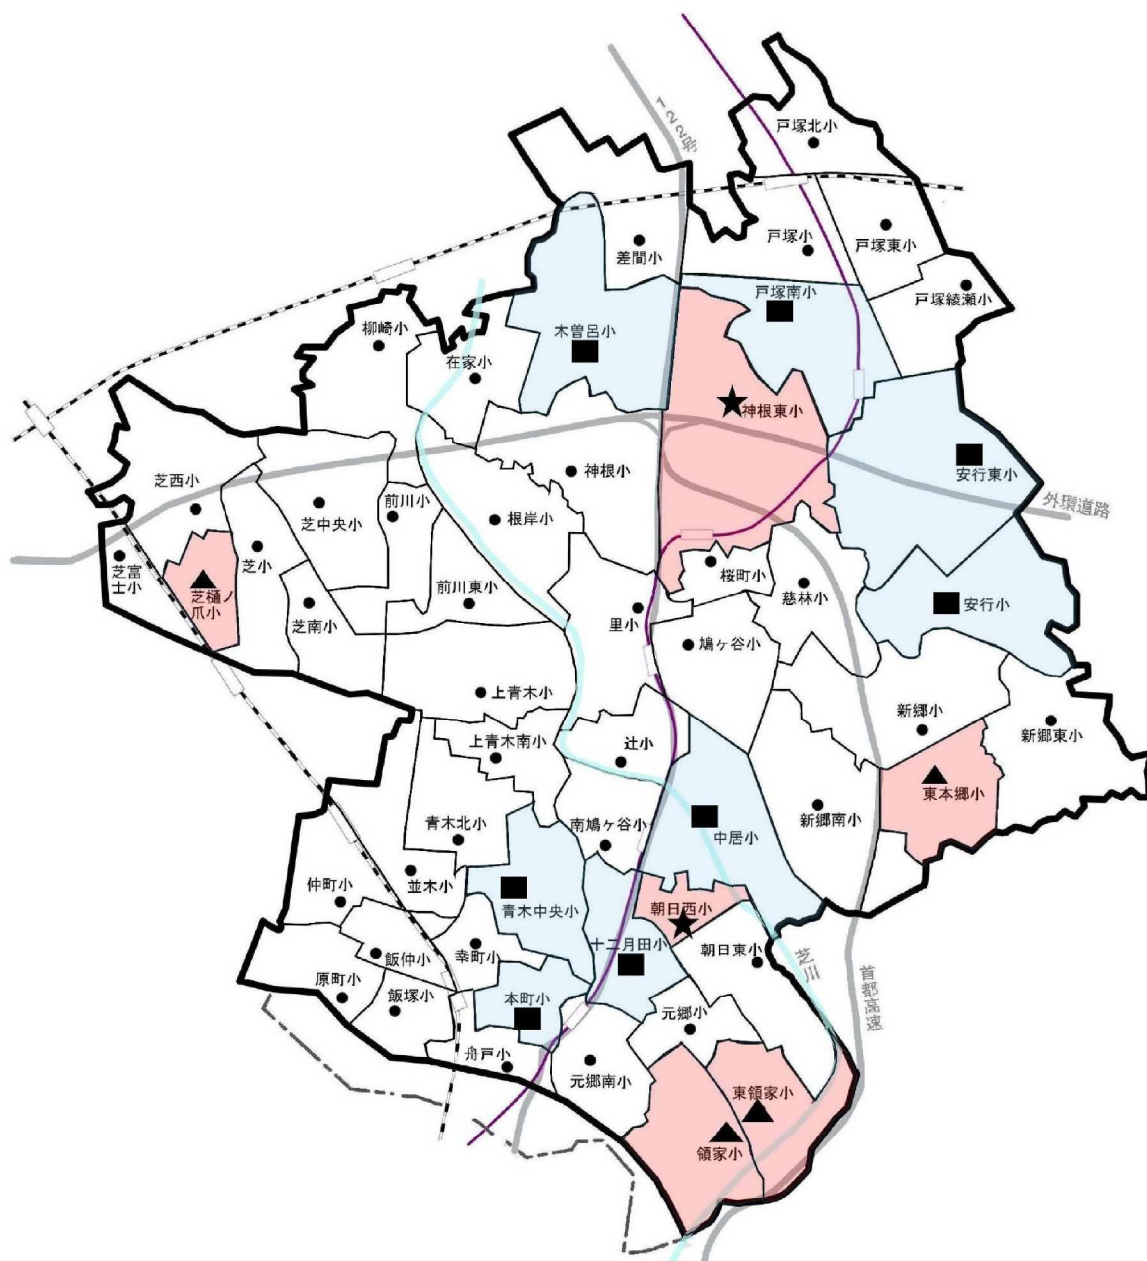 122号
戸塚北小
戸塚小
戸塚東小
差間小
戸塚綾瀬小
戸塚南小
木曽呂小
柳崎小
在家小
神根東小
安行東小
神根小
芝西小
外環道路
前川小
芝中央小
根岸小
芝富
士小
芝小
桜町小
慈林小
芝樋ノ
爪小
前川東小
安行小
芝南小
里小
鳩ヶ谷小
上青木小
新郷小
新郷東小
上青木南小
辻小
東本郷小
青木北小
南鳩ヶ谷小
中居小
新郷南小
仲町小
並木小
青木中央小
朝日西小
十二月田小
朝日東小
芝川
首都高速
飯仲小
幸町小
原町小
飯塚小
本町小
元郷小
舟戸小
元郷南小
東領家小
領家小